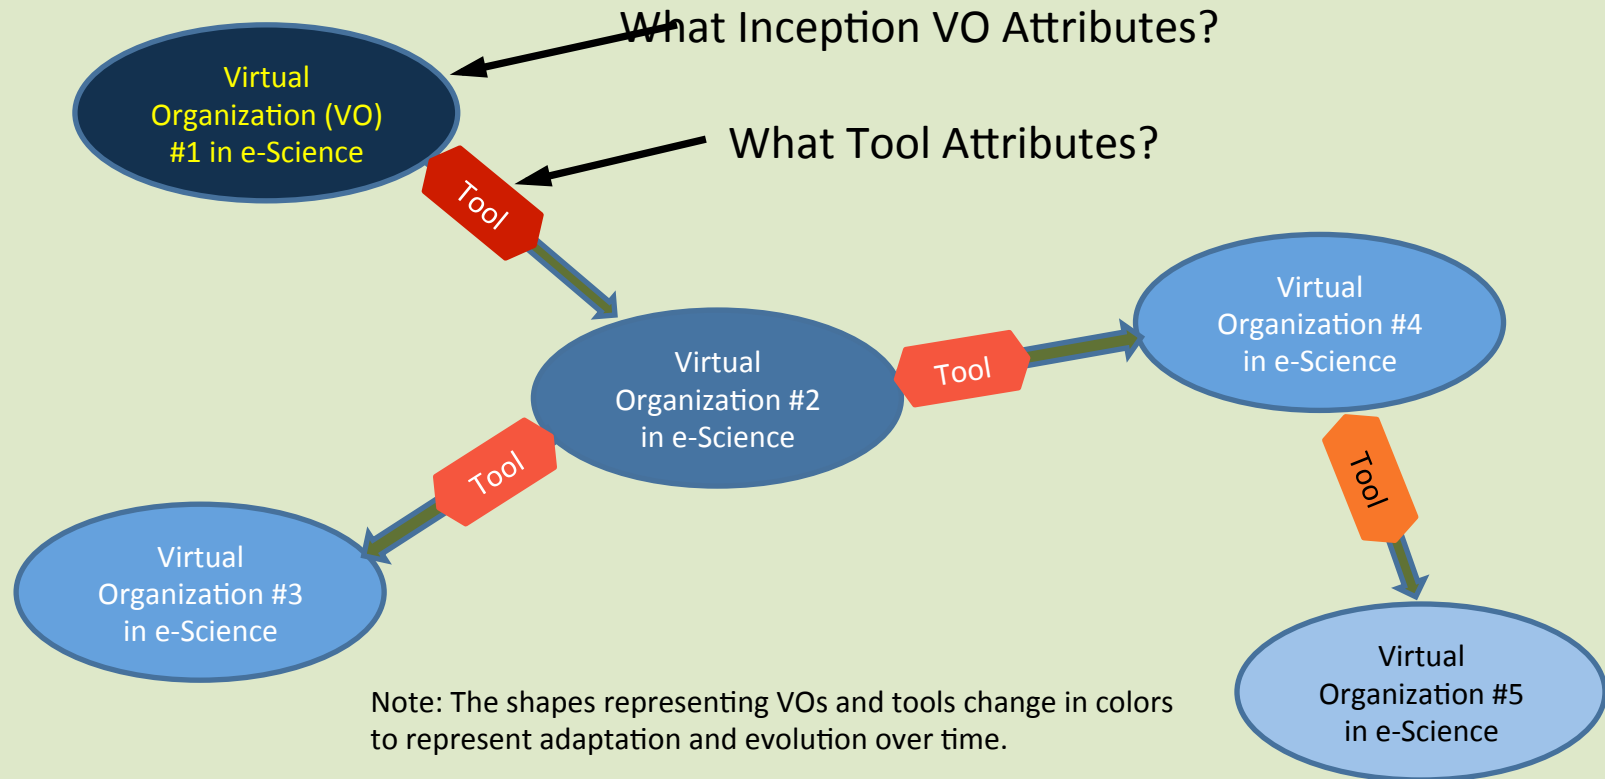 What Inception VO Attributes?
Virtual
Organization (VO)
#1 in e-Science
What Tool Attributes?
Tool
Virtual
Organization #4
in e-Science
Tool
Virtual
Organization #2
in e-Science
Tool
Tool
Virtual
Organization #3
in e-Science
Virtual
Organization #5
in e-Science
Note: The shapes representing VOs and tools change in colors
to represent adaptation and evolution over time.